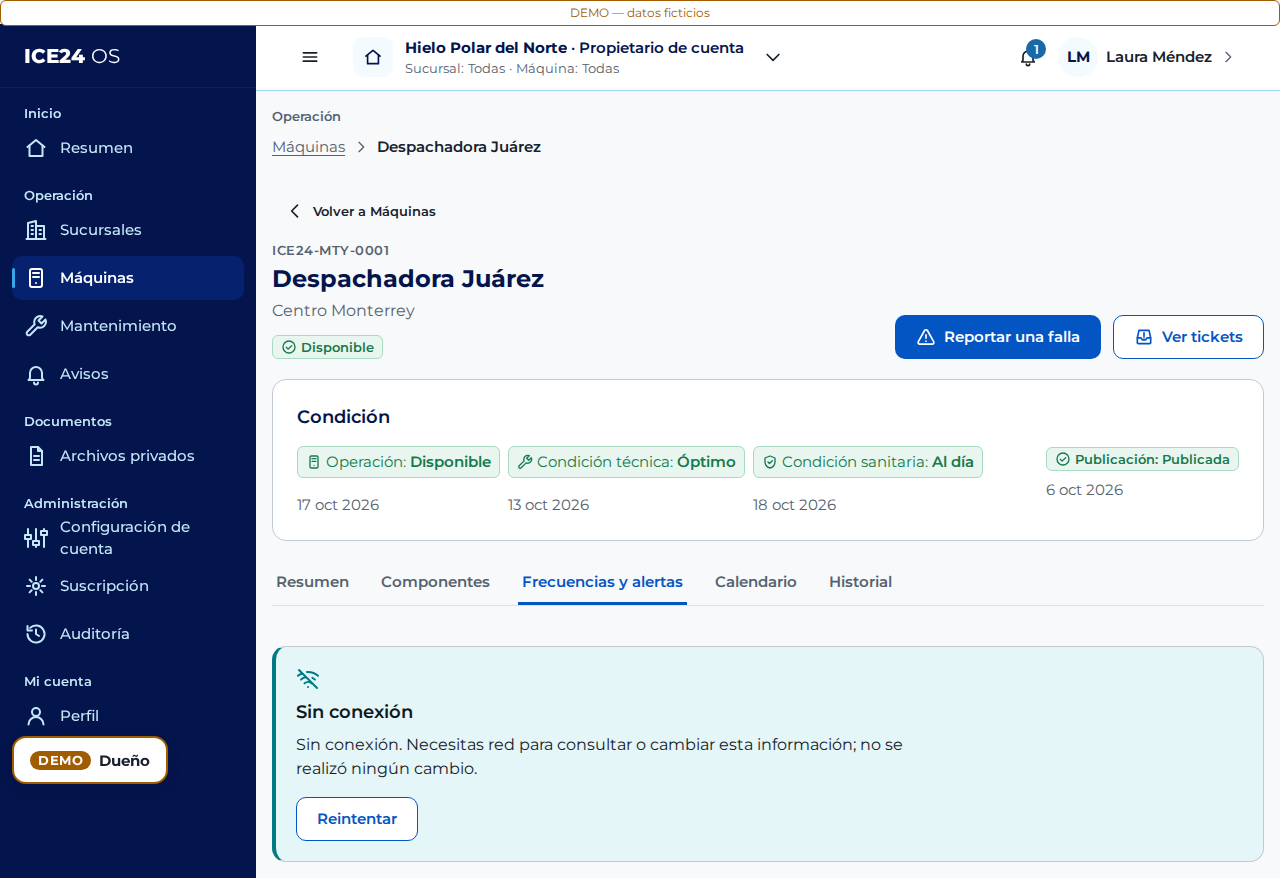 DEMO — datos ficticios
ICE24 OS
Inicio
Resumen
Operación
Sucursales
Máquinas
Mantenimiento
Avisos
Documentos
Archivos privados
Administración
Configuración de
cuenta
Suscripción
Auditoría
Mi cuenta
Perfil
DEMO Dueño
Hielo Polar del Norte · Propietario de cuenta
Sucursal: Todas · Máquina: Todas
1
LM Laura Méndez
Operación
Máquinas > Despachadora Juárez
Volver a Máquinas
ICE24-MTY-0001
Despachadora Juárez
Centro Monterrey
Disponible
Reportar una falla
Ver tickets
Condición
Operación: Disponible
17 oct 2026
Condición técnica: Óptimo
13 oct 2026
Condición sanitaria: Al día
18 oct 2026
Publicación: Publicada
6 oct 2026
Resumen Componentes Frecuencias y alertas Calendario Historial
Sin conexión
Sin conexión. Necesitas red para consultar o cambiar esta información; no se
realizó ningún cambio.
Reintentar